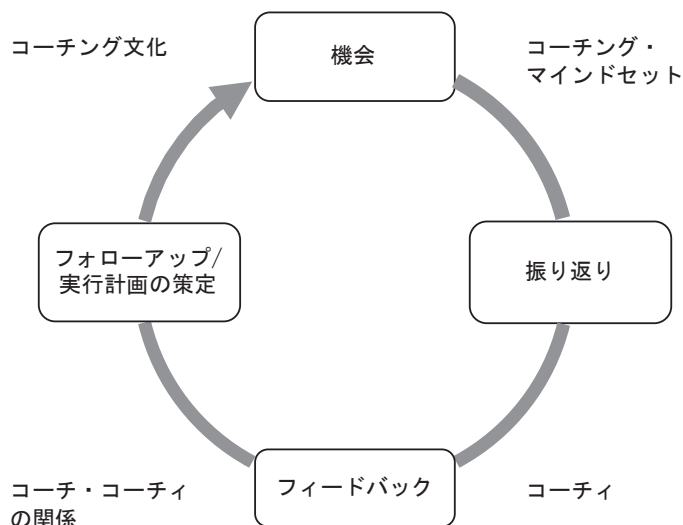 コーチング文化
機会
コーチング・
マインドセット
フォローアップ/
実行計画の策定
振り返り
コーチ・コーチィ
の関係
フィードバック
コーチィ